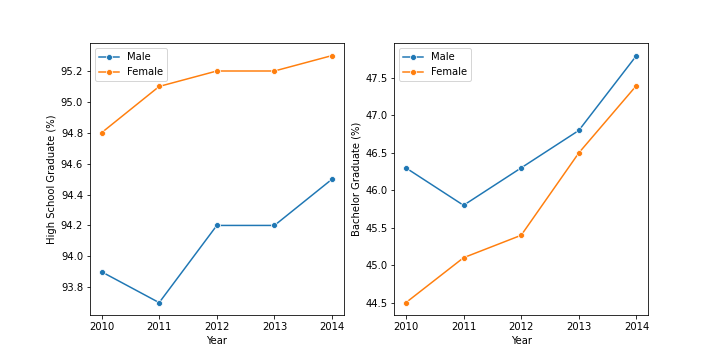 High School Graduate (%)
95.2
95.0
94.8
94.6
94.4
94.2
94.0
93.8
Male
Female
2010 2011 2012 2013 2014
Year
Bachelor Graduate (%)
47.5
47.0
46.5
46.0
45.5
45.0
44.5
Male
Female
2010 2011 2012 2013 2014
Year